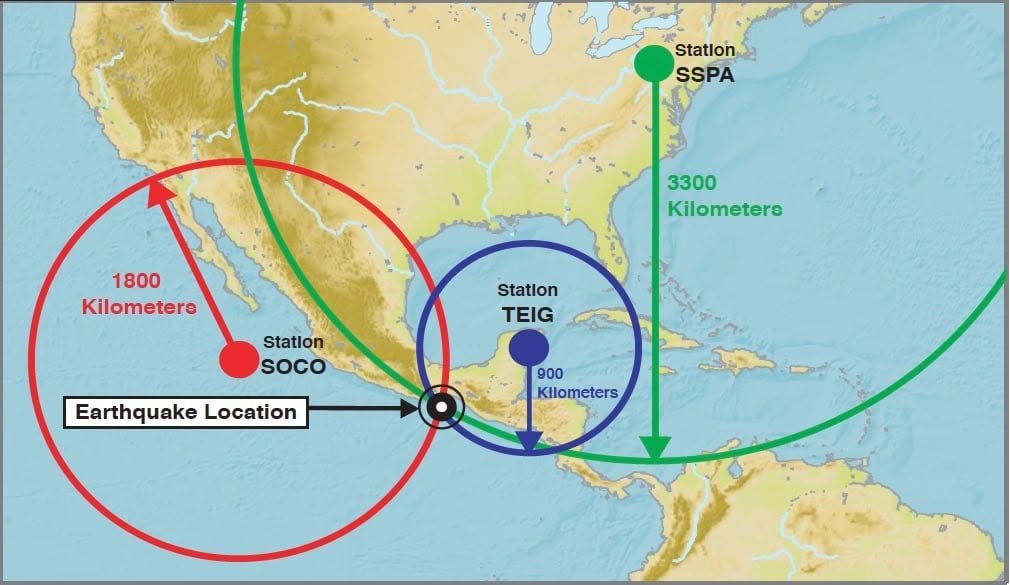 Station
SSPA
3300
Kilometers
1800
Kilometers
Station
TEIG
Station
SOCO
900
Kilometers
Earthquake Location